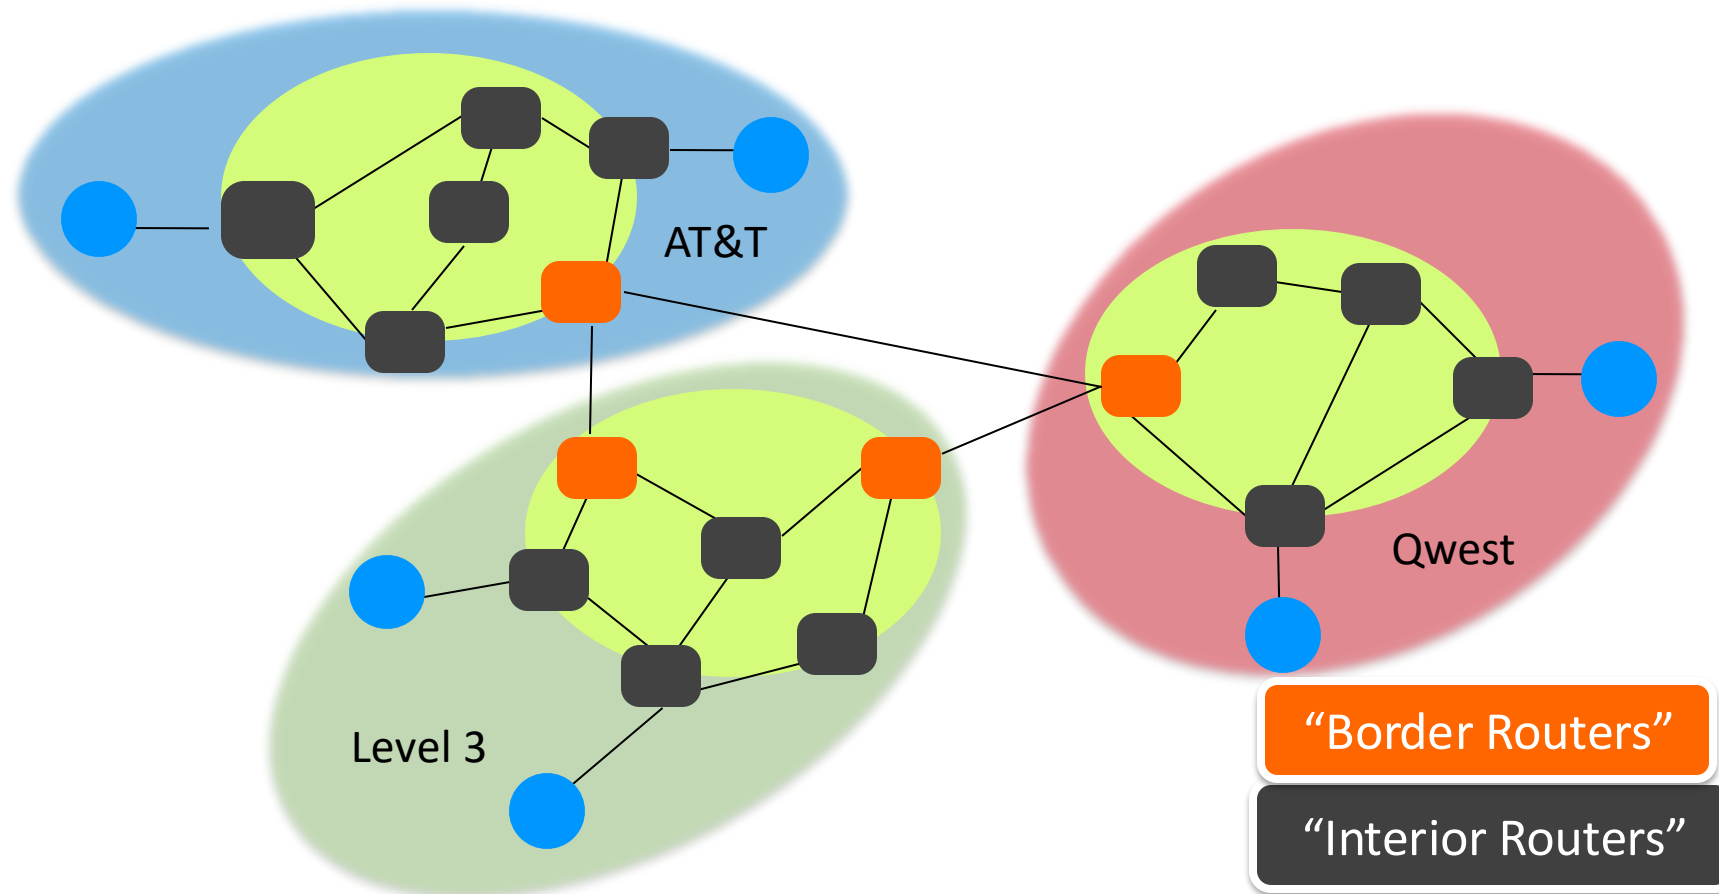 AT&T
Qwest
Level 3
“Border Routers”
“Interior Routers”